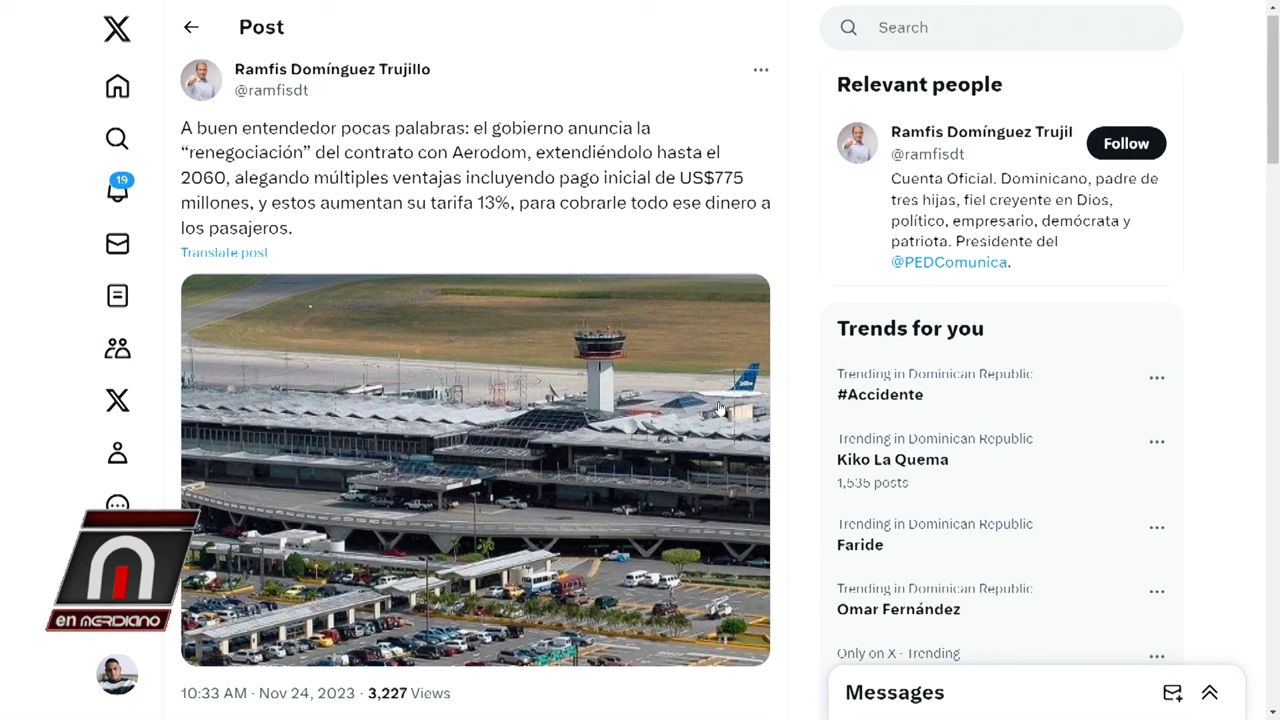 Post
Ramfis Domínguez Trujillo
@ramfisdt
A buen entendedor pocas palabras: el gobierno anuncia la
“renegociación” del contrato con Aerodom, extendiéndolo hasta el
2060, alegando múltiples ventajas incluyendo pago inicial de US$775
millones, y estos aumentan su tarifa 13%, para cobrarle todo ese dinero a
los pasajeros.
Translate post
10:33 AM · Nov 24, 2023 · 3,227 Views
19
en MERDIANO
Search
Relevant people
Ramfis Domínguez Trujil
@ramfisdt
Follow
Cuenta Oficial. Dominicano, padre de
tres hijas, fiel creyente en Dios,
político, empresario, demócrata y
patriota. Presidente del
@PEDComunica.
Trends for you
Trending in Dominican Republic
#Accidente
Trending in Dominican Republic
Kiko La Quema
1,535 posts
Trending in Dominican Republic
Faride
Trending in Dominican Republic
Omar Fernández
Only on X · Trending
Messages